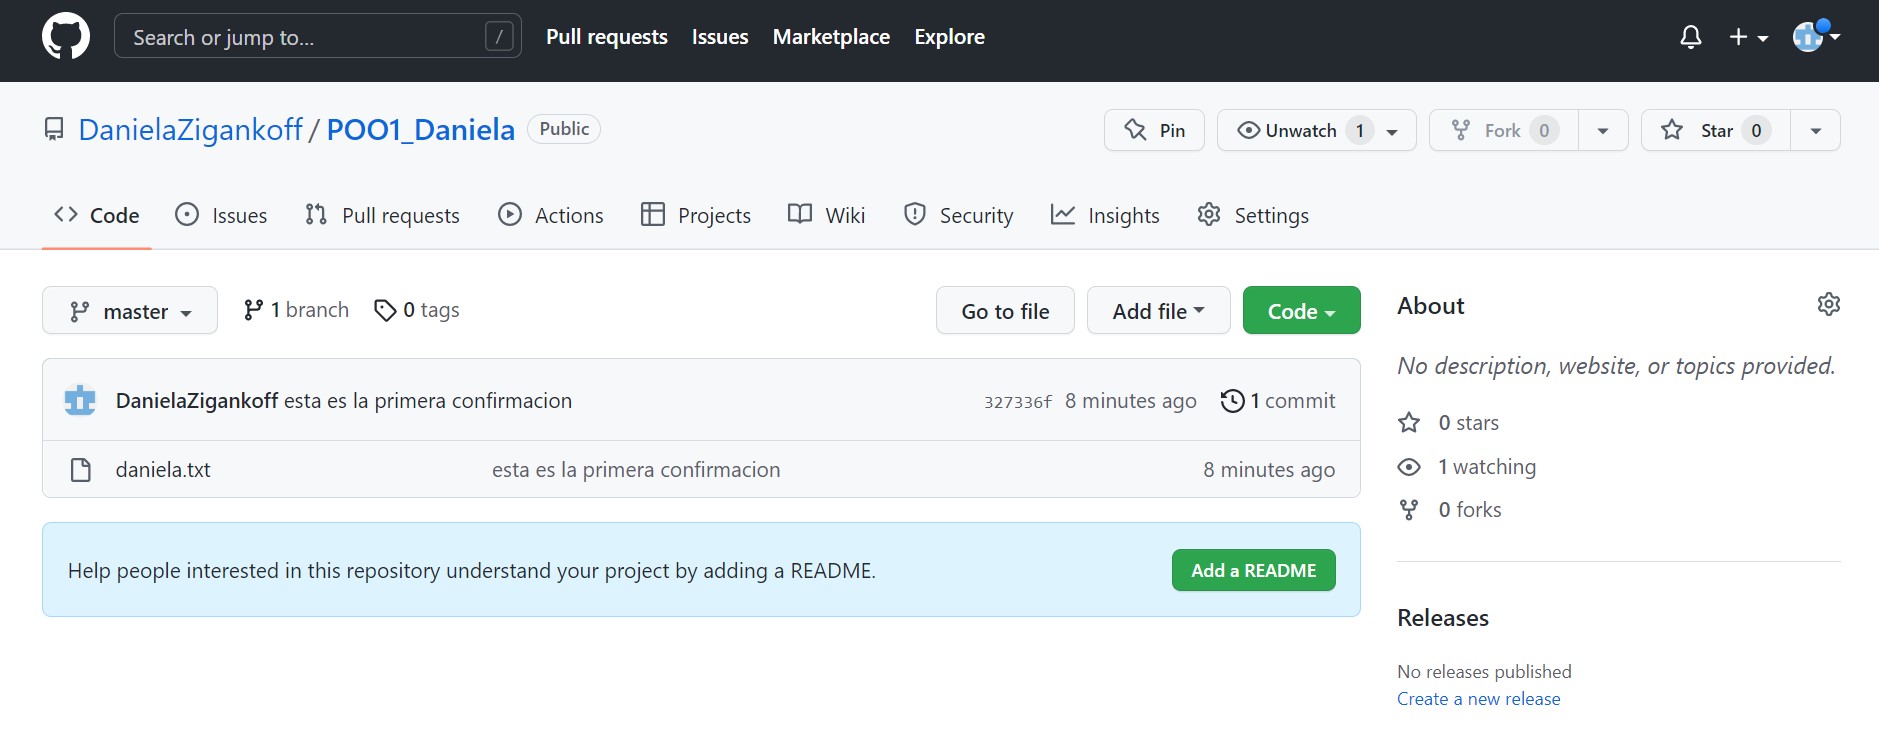 Search or jump to... / Pull requests Issues Marketplace Explore
DanielaZigankoff / POO1_Daniela Public Pin Unwatch 1 Fork 0 Star 0
Code Issues Pull requests Actions Projects Wiki Security Insights Settings
master 1 branch 0 tags Go to file Add file Code
DanielaZigankoff esta es la primera confirmacion 327336f 8 minutes ago 1 commit
daniela.txt esta es la primera confirmacion 8 minutes ago
Help people interested in this repository understand your project by adding a README. Add a README
About
No description, website, or topics provided.
0 stars
1 watching
0 forks
Releases
No releases published
Create a new release